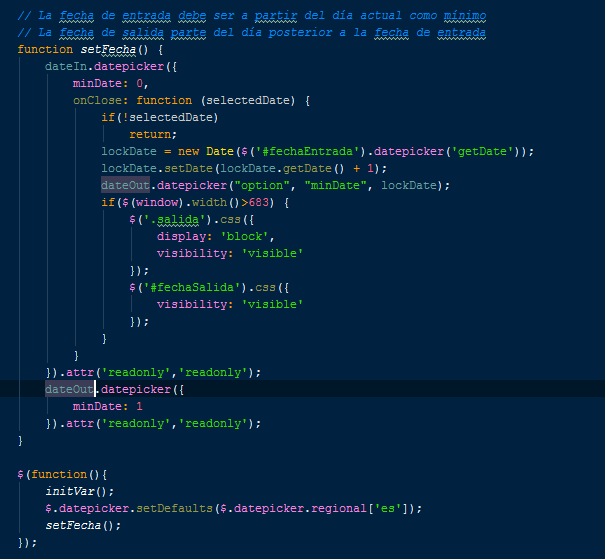 // La fecha de entrada debe ser a partir del día actual como mínimo
// La fecha de salida parte del día posterior a la fecha de entrada
function setFecha() {
    dateIn.datepicker({
        minDate: 0,
        onClose: function (selectedDate) {
            if(!selectedDate)
                return;
            lockDate = new Date($('#fechaEntrada').datepicker('getDate'));
            lockDate.setDate(lockDate.getDate() + 1);
            dateOut.datepicker("option", "minDate", lockDate);
            if($(window).width()>683) {
                $('.salida').css({
                    display: 'block',
                    visibility: 'visible'
                });
                $('#fechaSalida').css({
                    visibility: 'visible'
                });
            }
        }
    }).attr('readonly','readonly');
    dateOut.datepicker({
        minDate: 1
    }).attr('readonly','readonly');
}

$(function(){
    initVar();
    $.datepicker.setDefaults($.datepicker.regional['es']);
    setFecha();
});